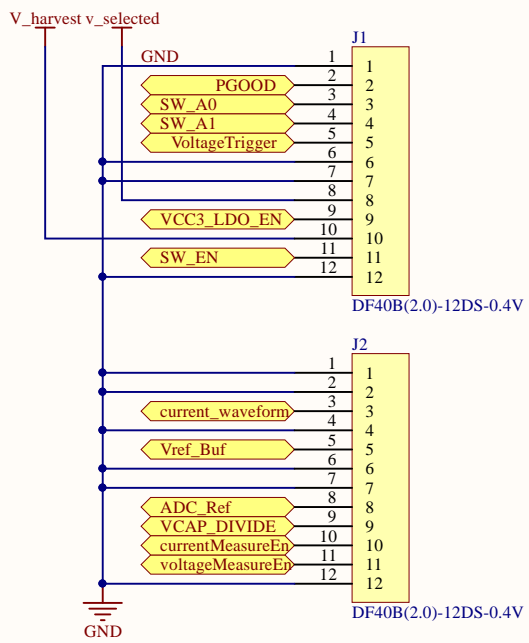 V_harvest v_selected
J1
GND 1 1
PGOOD 2 2
SW_A0 3 3
SW_A1 4 4
VoltageTrigger 5 5
6 6
7 7
8 8
VCC3_LDO_EN 9 9
10 10
SW_EN 11 11
12 12
DF40B(2.0)-12DS-0.4V
J2
1 1
2 2
current_waveform 3 3
4 4
Vref_Buf 5 5
6 6
7 7
ADC_Ref 8 8
VCAP_DIVIDE 9 9
currentMeasureEn 10 10
voltageMeasureEn 11 11
12 12
DF40B(2.0)-12DS-0.4V
GND